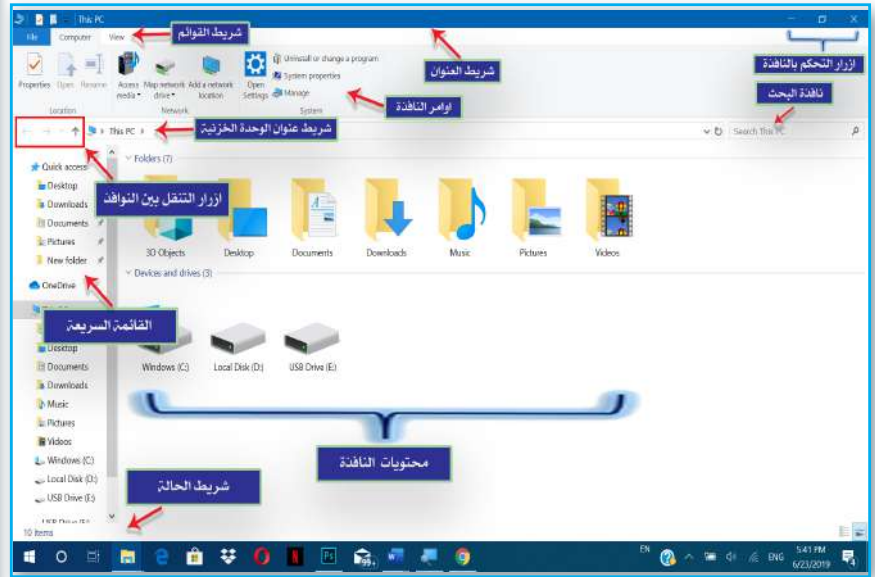 This PC
File Computer View
شريط القوائم
شريط العنوان
ازرار التحكم بالنافذة
نافذة البحث
Properties Open Rename
Access media Map network drive Add a network location
Open Settings
Uninstall or change a program
System properties
Manage
اوامر النافذة
Location Network System
This PC
شريط عنوان الوحدة الخزنية
Search This PC
Quick access
Desktop
Downloads
Documents
Pictures
New folder
OneDrive
ازرار التنقل بين النوافذ
القائمة السريعة
Folders (7)
3D Objects Desktop Documents Downloads Music Pictures Videos
Devices and drives (3)
Windows (C:) Local Disk (D:) USB Drive (E:)
Desktop
Documents
Downloads
Music
Pictures
Videos
Windows (C:)
Local Disk (D:)
USB Drive (E:)
محتويات النافذة
شريط الحالة
10 items
Ps
99+
EN
ENG
5:41 PM
6/23/2019